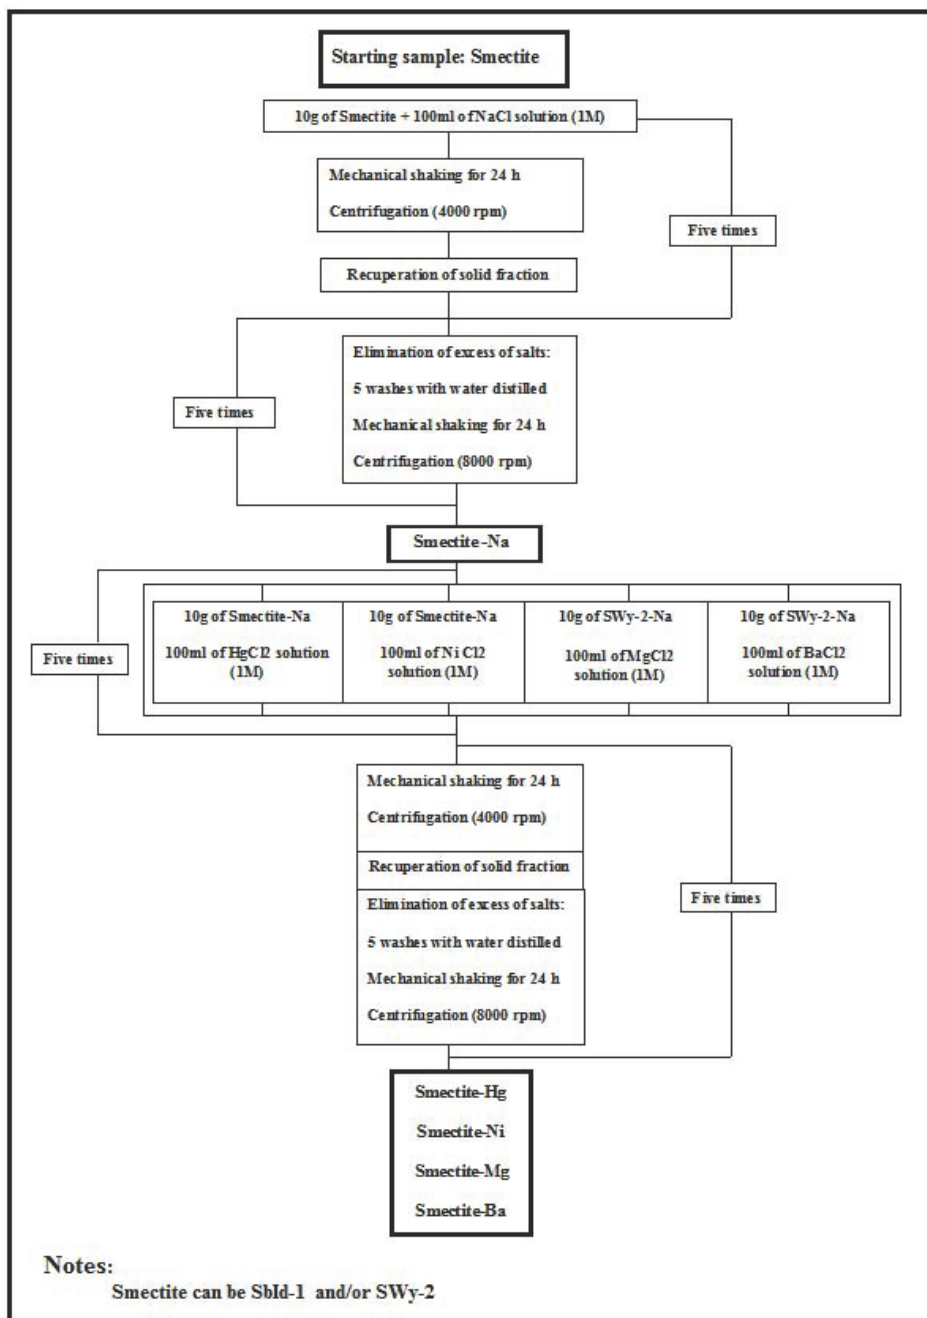 Starting sample: Smectite
10g of Smectite + 100ml of NaCl solution (1M)
Mechanical shaking for 24 h
Centrifugation (4000 rpm)
Five times
Recuperation of solid fraction
Elimination of excess of salts:
5 washes with water distilled
Mechanical shaking for 24 h
Centrifugation (8000 rpm)
Five times
Smectite-Na
Five times
10g of Smectite-Na
100ml of HgCl2 solution
(1M)
10g of Smectite-Na
100ml of Ni Cl2
solution (1M)
10g of SWy-2-Na
100ml of MgCl2
solution (1M)
10g of SWy-2-Na
100ml of BaCl2
solution (1M)
Mechanical shaking for 24 h
Centrifugation (4000 rpm)
Recuperation of solid fraction
Elimination of excess of salts:
5 washes with water distilled
Mechanical shaking for 24 h
Centrifugation (8000 rpm)
Five times
Smectite-Hg
Smectite-Ni
Smectite-Mg
Smectite-Ba
Notes:
Smectite can be SbId-1 and/or SWy-2